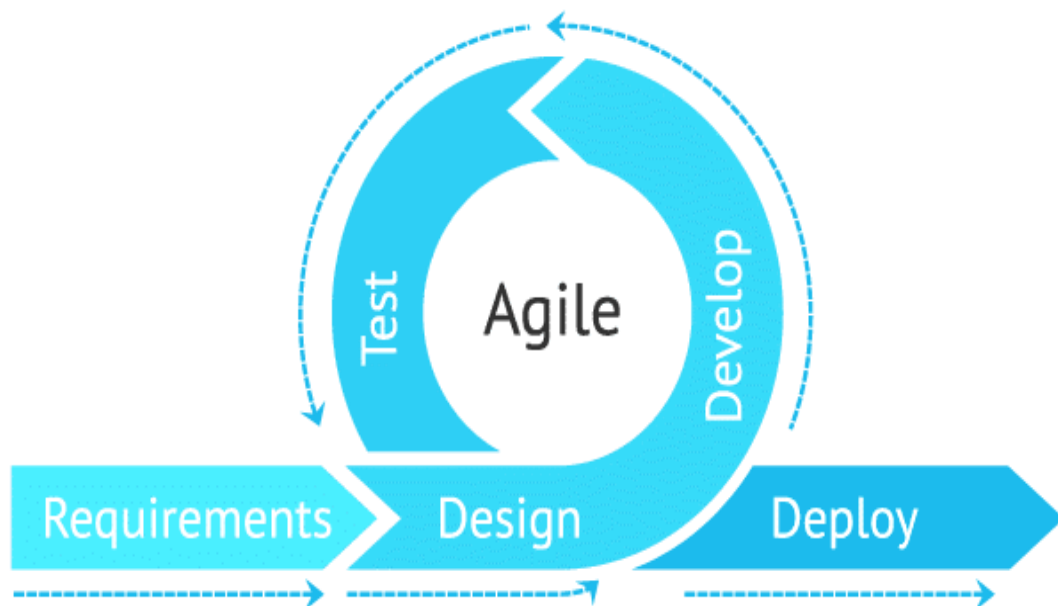 Agile
Test
Develop
Requirements
Design
Deploy